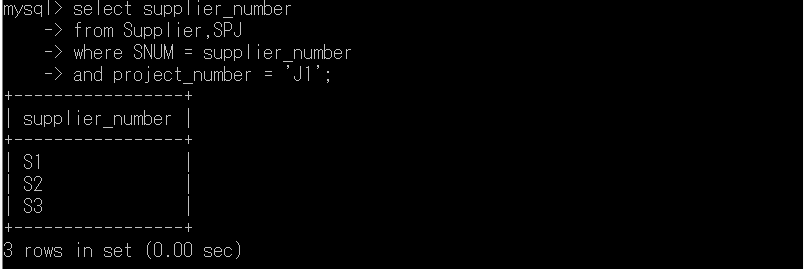 mysql> select supplier_number
    -> from Supplier,SPJ
    -> where SNUM = supplier_number
    -> and project_number = 'J1';
+-----------------+
| supplier_number |
+-----------------+
| S1              |
| S2              |
| S3              |
+-----------------+
3 rows in set (0.00 sec)